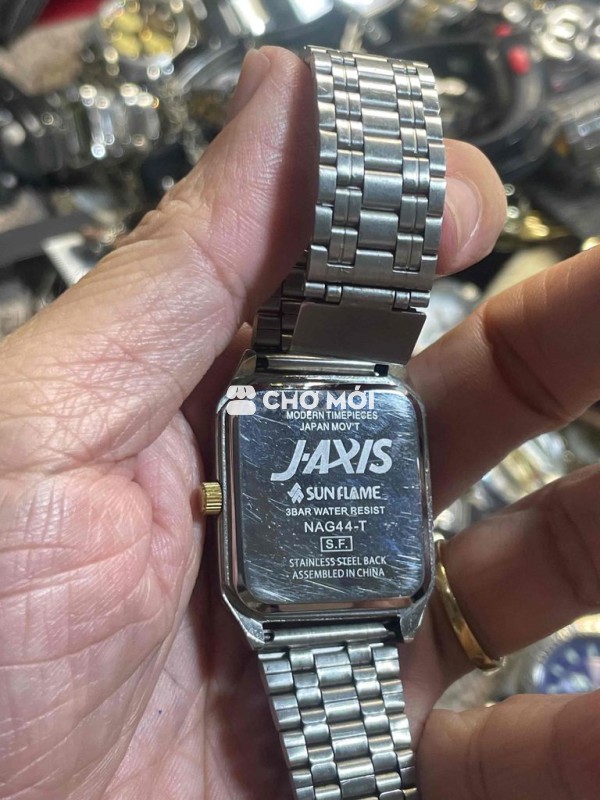 CHỢ MỚI
MODERN TIMEPIECES
JAPAN MOV'T
J-AXIS
SUN FLAME
3BAR WATER RESIST
NAG44-T
S.F.
STAINLESS STEEL BACK
ASSEMBLED IN CHINA